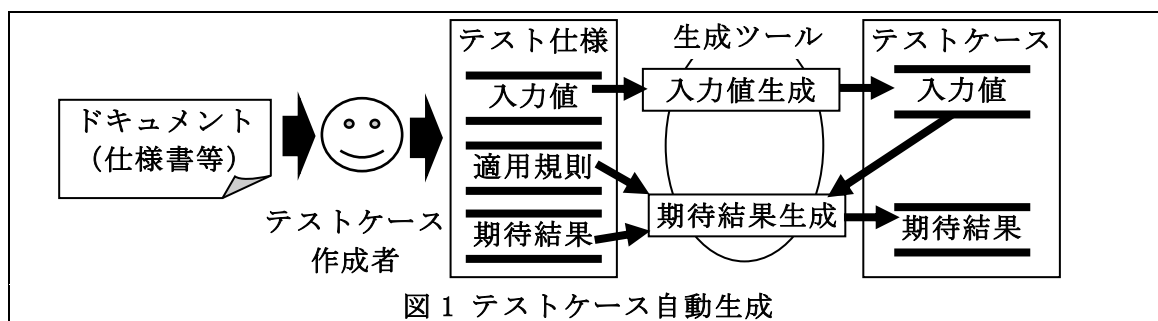 ドキュメント
(仕様書等)
テストケース
作成者
テスト仕様
入力値
適用規則
期待結果
生成ツール
入力値生成
期待結果生成
テストケース
入力値
期待結果
図1 テストケース自動生成